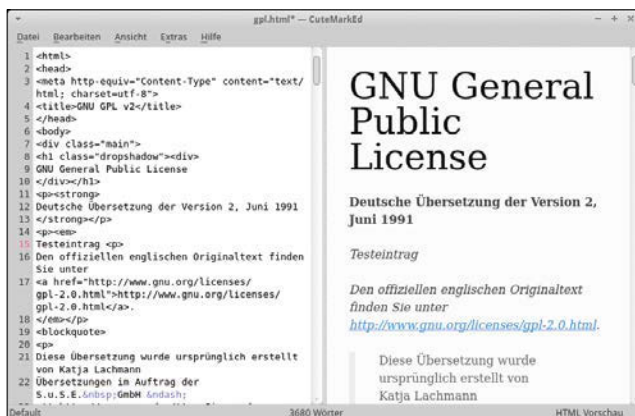 gpl.html* — CuteMarkEd
Datei Bearbeiten Ansicht Extras Hilfe
1 <html>
2 <head>
3 <meta http-equiv="Content-Type" content="text/
html; charset=utf-8">
4 <title>GNU GPL v2</title>
5 </head>
6 <body>
7 <div class="main">
8 <h1 class="dropshadow"><div>
9 GNU General Public License
10 </div></h1>
11 <p><strong>
12 Deutsche Übersetzung der Version 2, Juni 1991
13 </strong></p>
14 <p><em>
15 Testeintrag <p>
16 Den offiziellen englischen Originaltext finden
Sie unter
17 <a href="http://www.gnu.org/licenses/
gpl-2.0.html">http://www.gnu.org/licenses/
gpl-2.0.html</a>.
18 </em></p>
19 <blockquote>
20 <p>
21 Diese Übersetzung wurde ursprünglich erstellt
von Katja Lachmann
22 Übersetzungen im Auftrag der
S.u.S.E.&nbsp;GmbH &ndash;
GNU General
Public
License
Deutsche Übersetzung der Version 2,
Juni 1991
Testeintrag
Den offiziellen englischen Originaltext
finden Sie unter
http://www.gnu.org/licenses/gpl-2.0.html.
Diese Übersetzung wurde
ursprünglich erstellt von
Katja Lachmann
Default 3680 Wörter HTML Vorschau